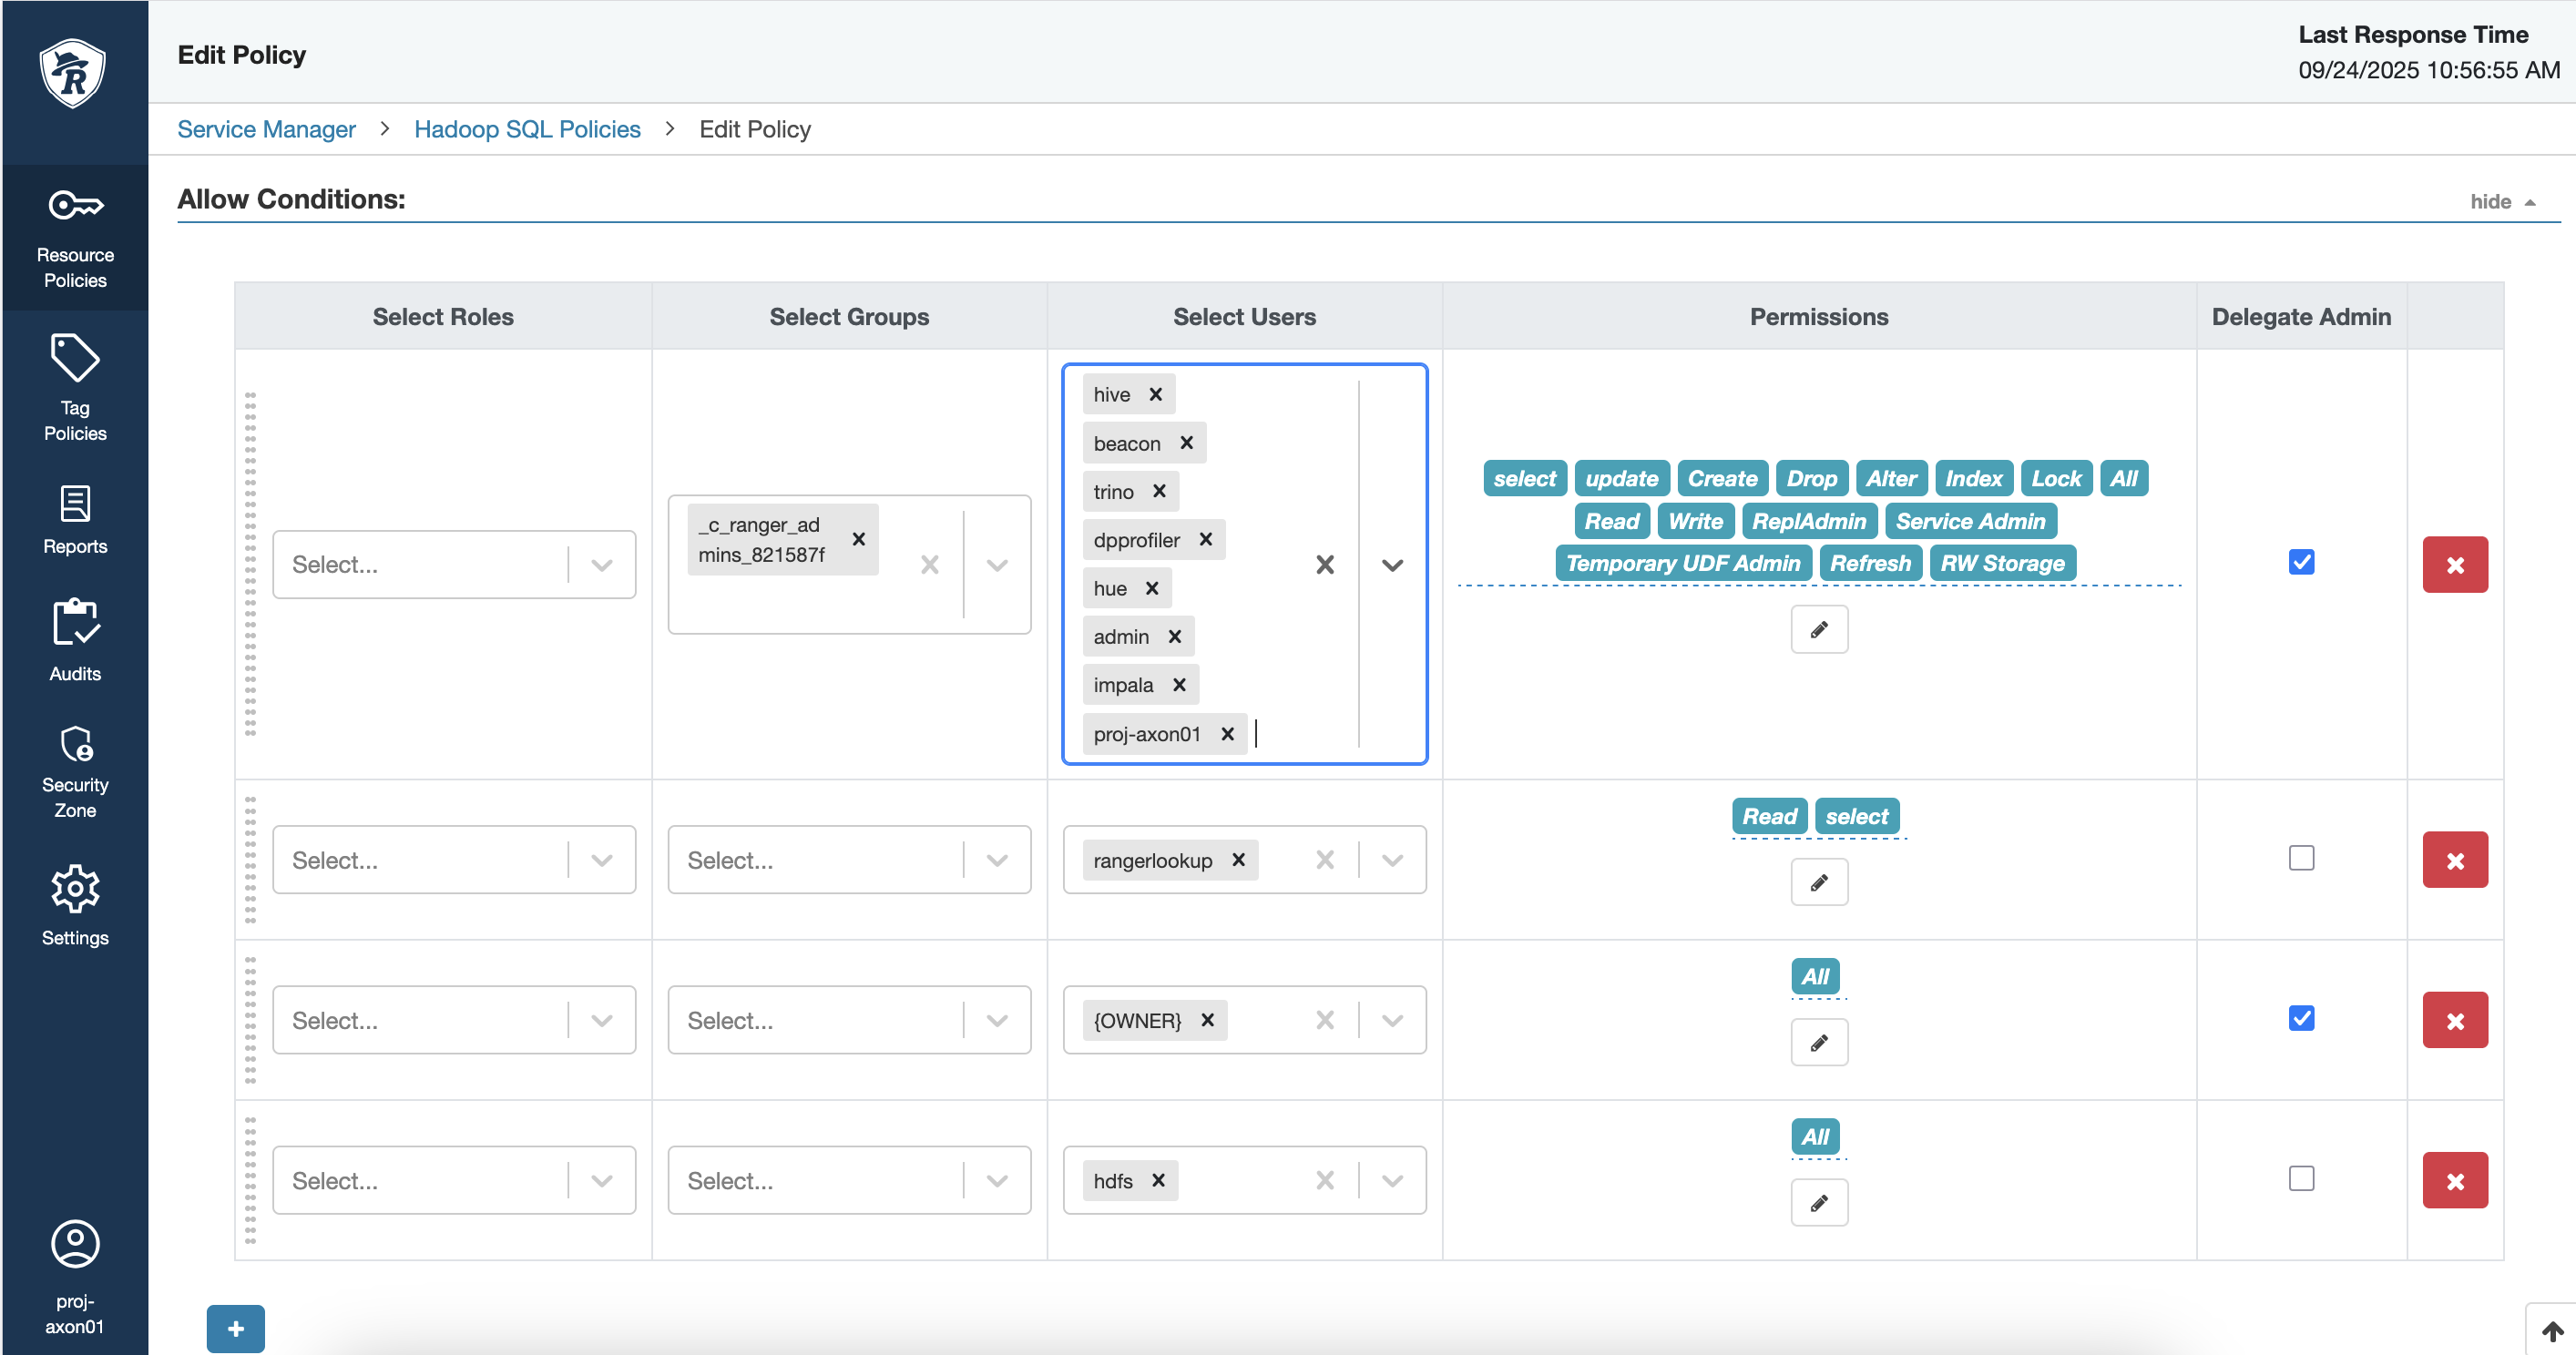 Edit Policy
Last Response Time
09/24/2025 10:56:55 AM
Service Manager > Hadoop SQL Policies > Edit Policy
Allow Conditions:
hide
R
Resource
Policies
Tag
Policies
Reports
Audits
Security
Zone
Settings
proj-
axon01
Select Roles Select Groups Select Users Permissions Delegate Admin
Select...
_c_ranger_ad
mins_821587f
hive
beacon
trino
dpprofiler
hue
admin
impala
proj-axon01
select update Create Drop Alter Index Lock All
Read Write ReplAdmin Service Admin
Temporary UDF Admin Refresh RW Storage
Select... Select... rangerlookup Read select
Select... Select... {OWNER} All
Select... Select... hdfs All